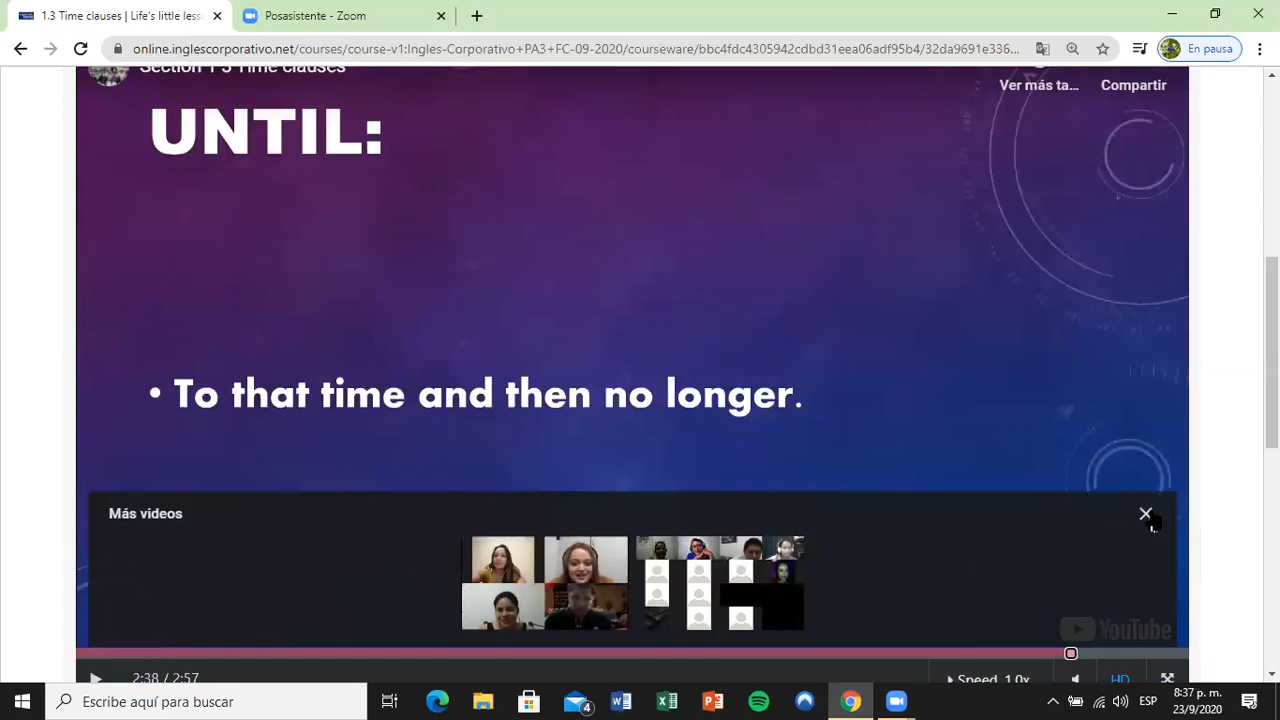 1.3 Time clauses | Life's little less
Posasistente - Zoom
online.inglescorporativo.net/courses/course-v1:Ingles-Corporativo+PA3+FC-09-2020/courseware/bbc4fdc4305942cdbd31eea06adf95b4/32da9691e336...
En pausa
Section 1 3 Time clauses
Ver más ta...
Compartir
UNTIL:
• To that time and then no longer.
Más videos
YouTube
2:38 / 2:57
Speed 1.0x
HD
Escribe aquí para buscar
4
ESP
8:37 p. m.
23/9/2020